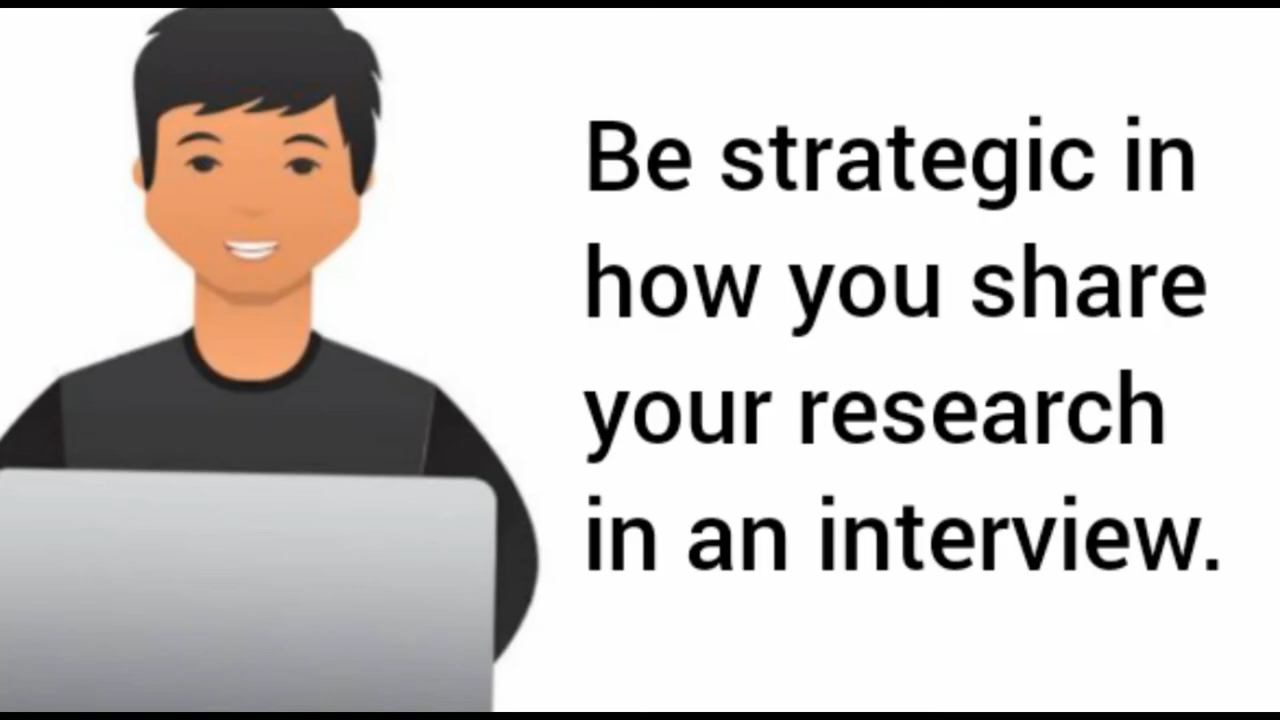 Be strategic in
how you share
your research
in an interview.